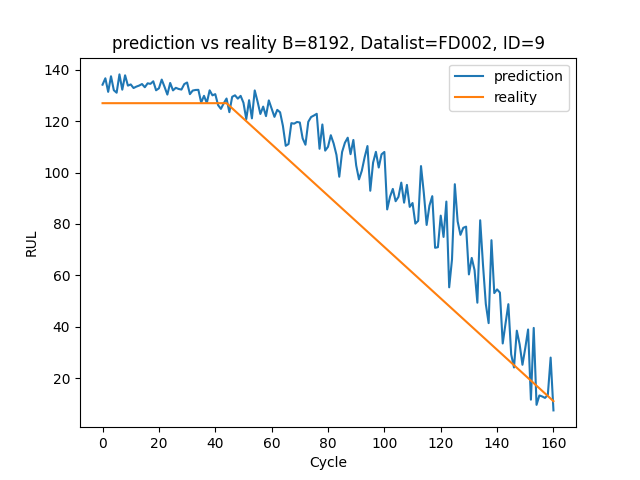 prediction vs reality B=8192, Datalist=FD002, ID=9
prediction
reality
RUL
140
120
100
80
60
40
20
0 20 40 60 80 100 120 140 160
Cycle